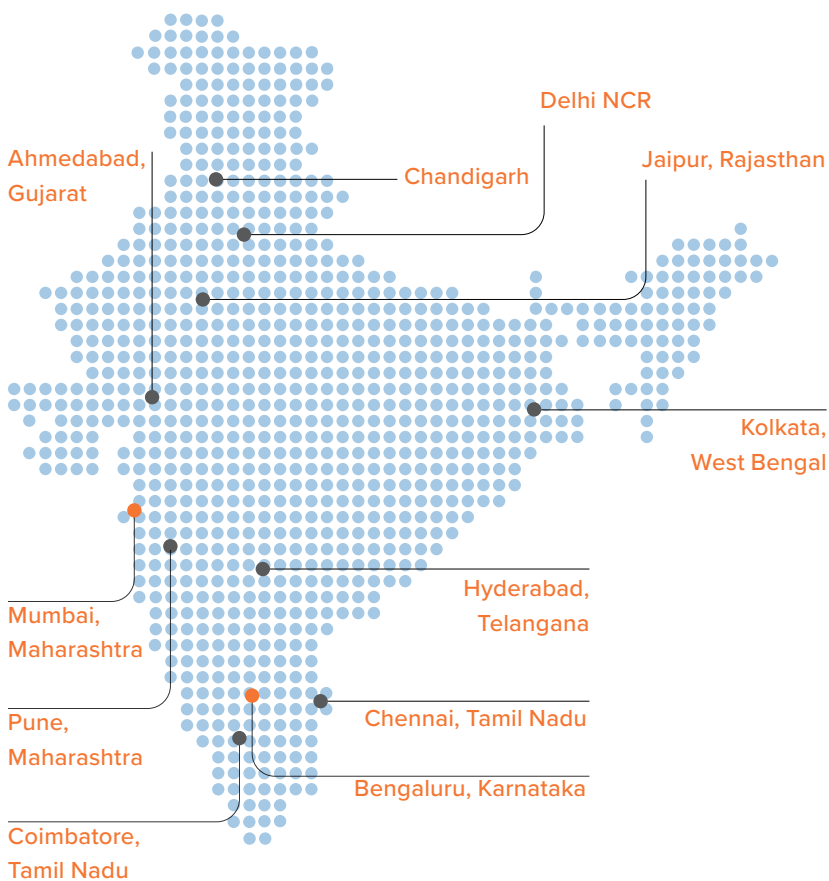 Delhi NCR
Ahmedabad,
Gujarat
Chandigarh
Jaipur, Rajasthan
Kolkata,
West Bengal
Hyderabad,
Telangana
Mumbai,
Maharashtra
Chennai, Tamil Nadu
Pune,
Maharashtra
Bengaluru, Karnataka
Coimbatore,
Tamil Nadu